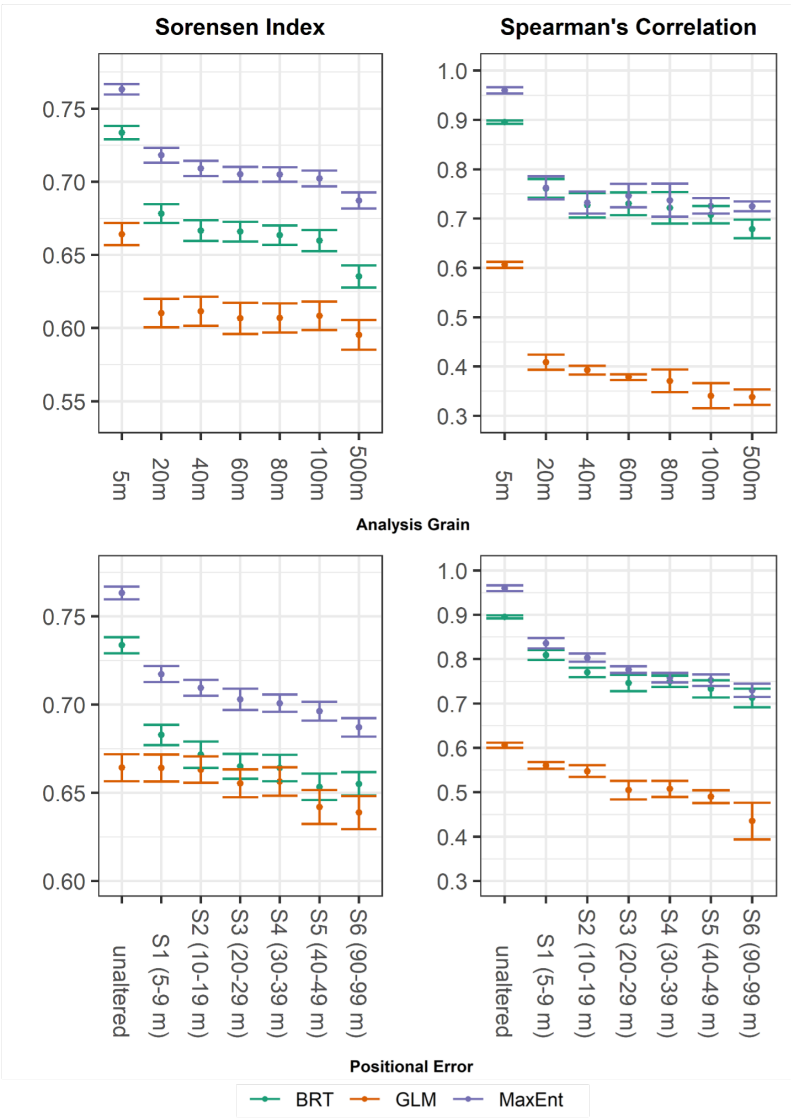 Sorensen Index
Spearman's Correlation
0.75
0.70
0.65
0.60
0.55
1.0
0.9
0.8
0.7
0.6
0.5
0.4
0.3
5m
20m
40m
60m
80m
100m
500m
5m
20m
40m
60m
80m
100m
500m
Analysis Grain
0.75
0.70
0.65
0.60
1.0
0.9
0.8
0.7
0.6
0.5
0.4
0.3
unaltered
S1 (5-9 m)
S2 (10-19 m)
S3 (20-29 m)
S4 (30-39 m)
S5 (40-49 m)
S6 (90-99 m)
unaltered
S1 (5-9 m)
S2 (10-19 m)
S3 (20-29 m)
S4 (30-39 m)
S5 (40-49 m)
S6 (90-99 m)
Positional Error
BRT GLM MaxEnt